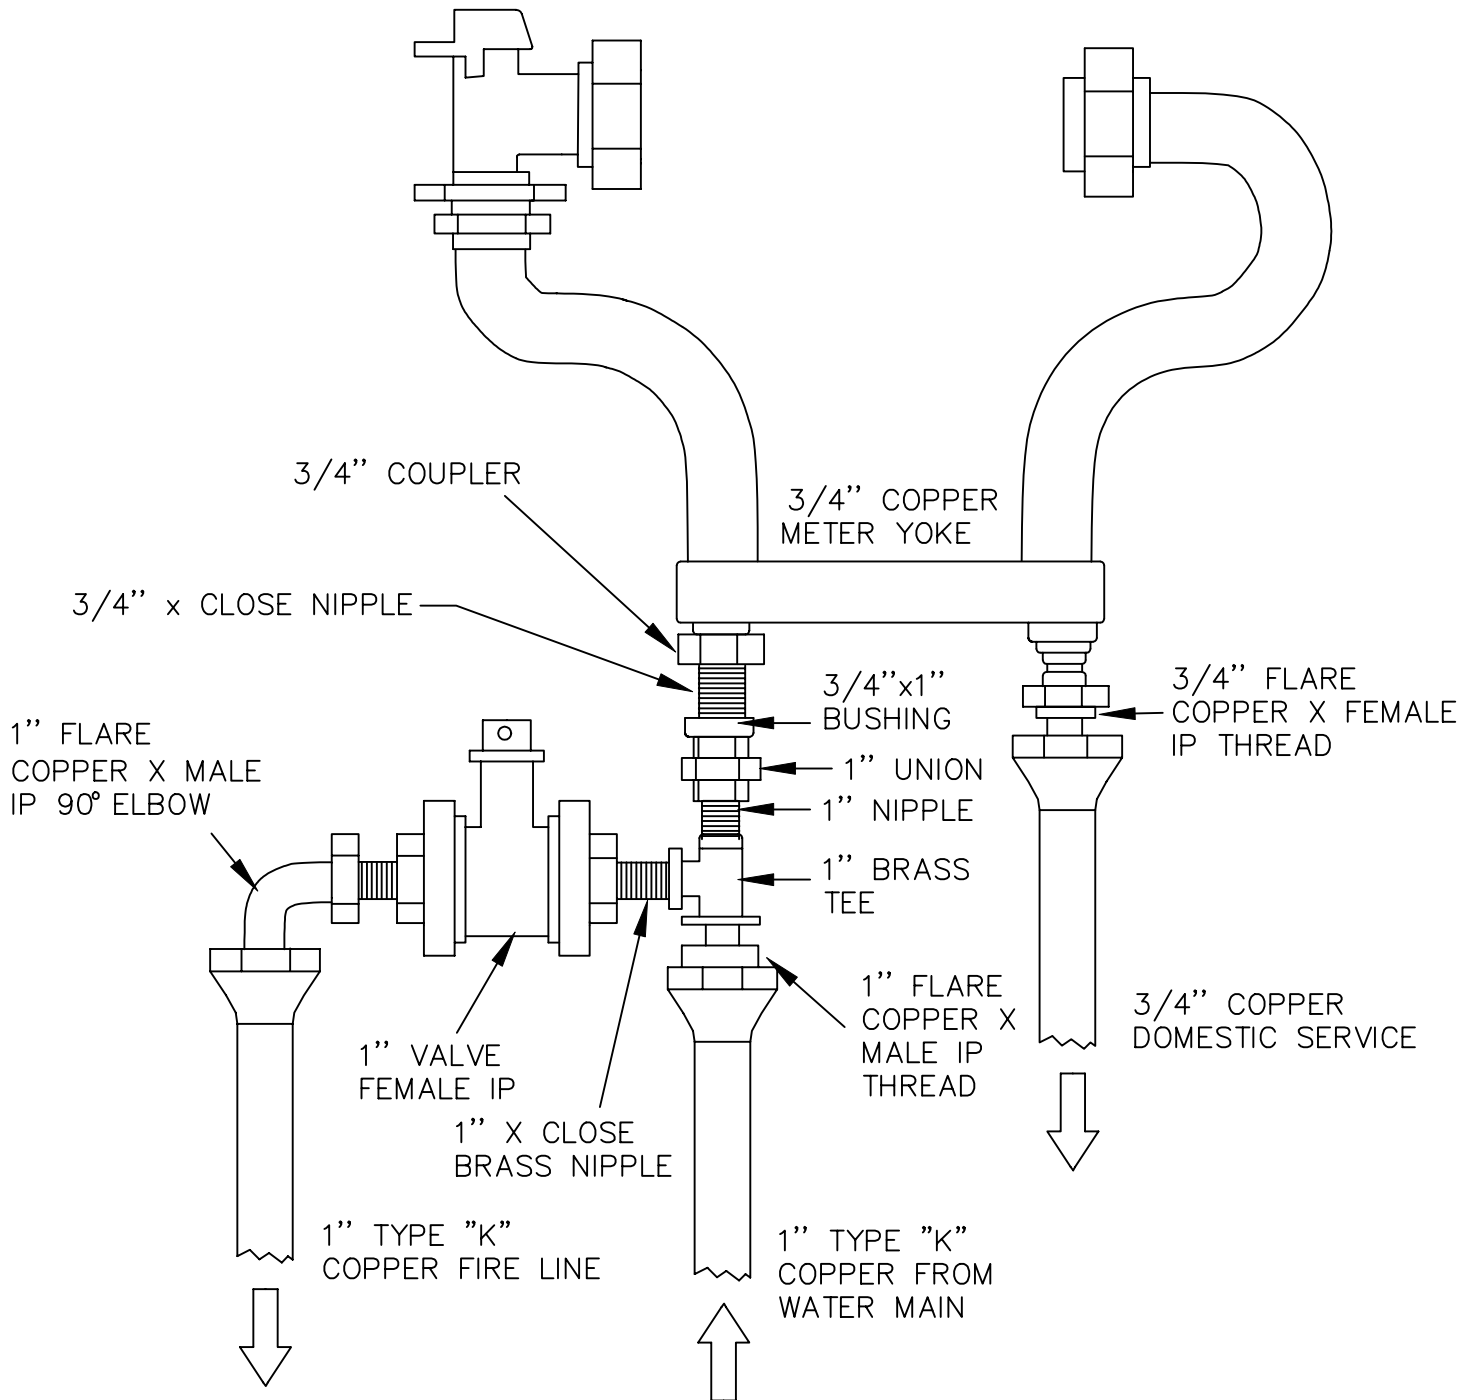 3/4'' COUPLER
3/4'' COPPER
METER YOKE
3/4'' x CLOSE NIPPLE
3/4''x1''
BUSHING
3/4'' FLARE
COPPER X FEMALE
IP THREAD
1'' FLARE
COPPER X MALE
IP 90° ELBOW
1'' UNION
1'' NIPPLE
1'' BRASS
TEE
1'' FLARE
COPPER X
MALE IP
THREAD
3/4'' COPPER
DOMESTIC SERVICE
1'' VALVE
FEMALE IP
1'' X CLOSE
BRASS NIPPLE
1'' TYPE "K"
COPPER FIRE LINE
1'' TYPE "K"
COPPER FROM
WATER MAIN